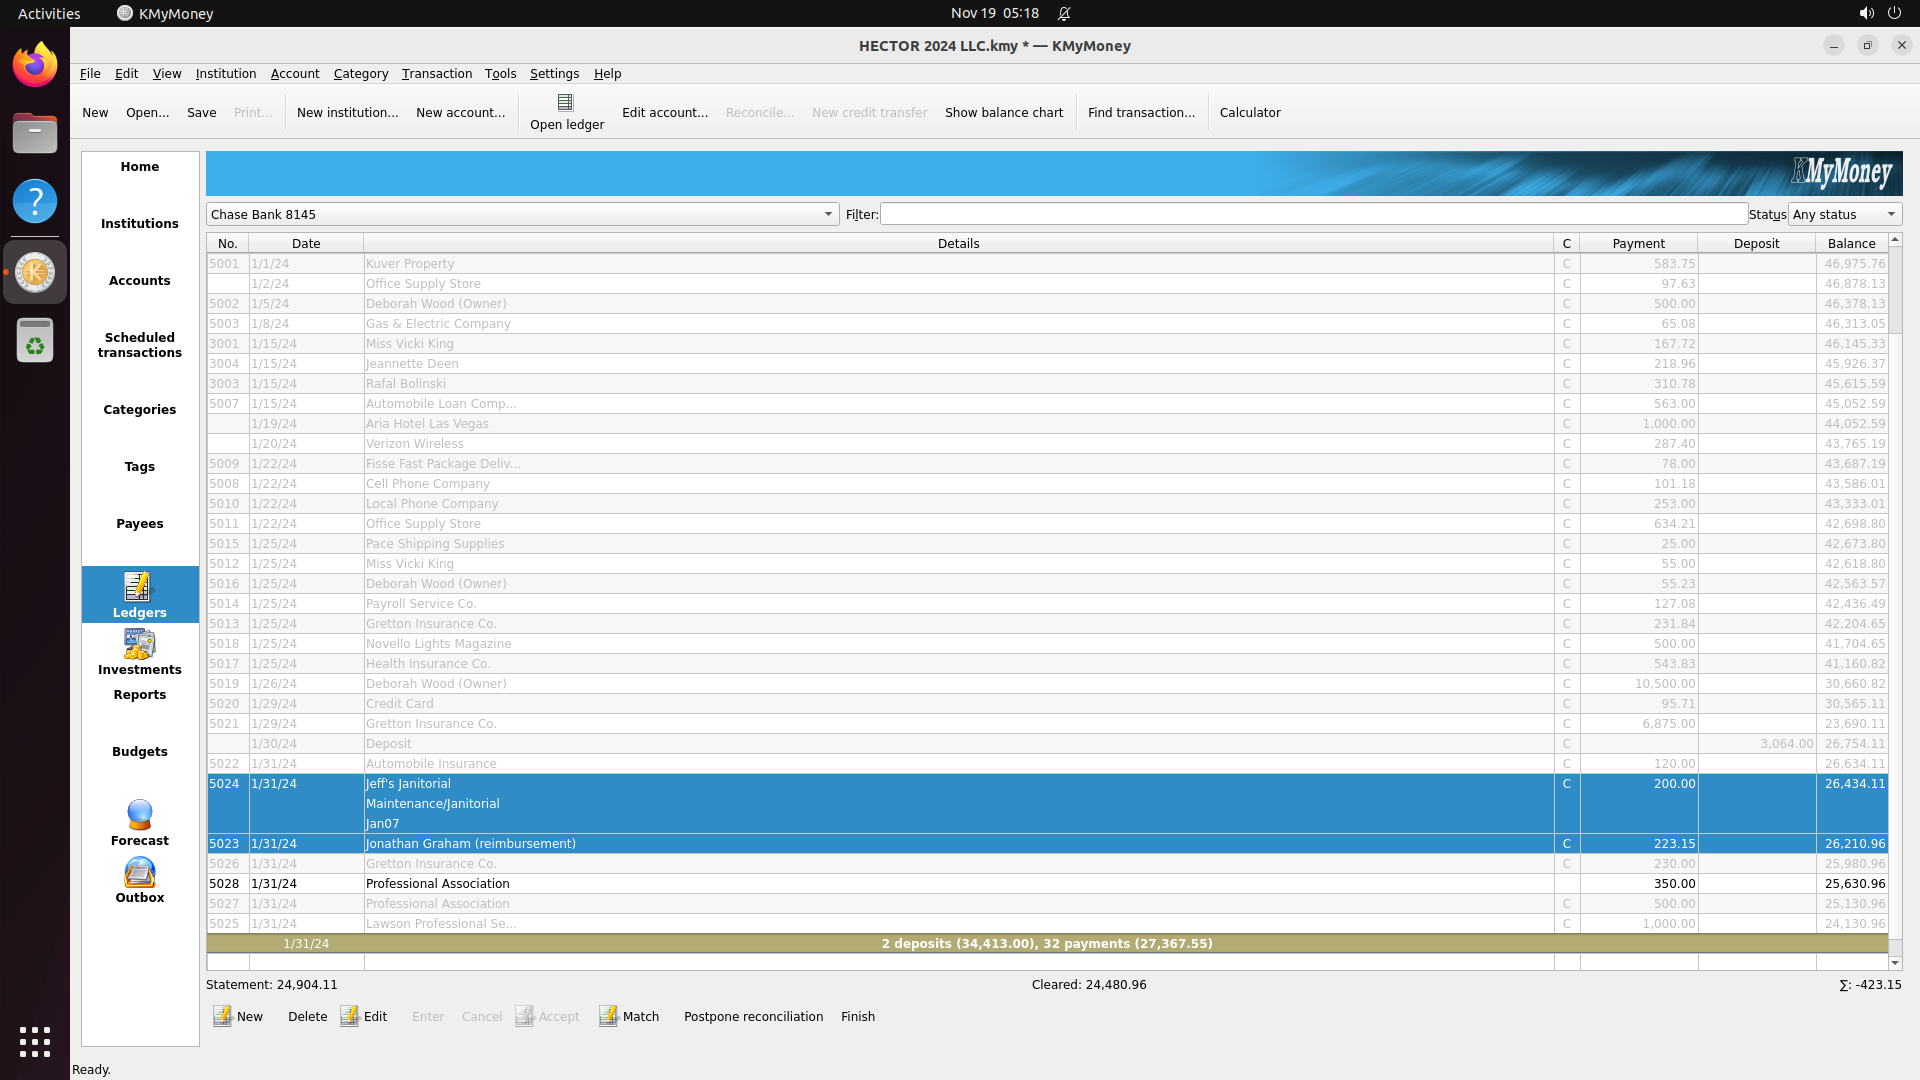 Activities KMyMoney Nov 19 05:18
HECTOR 2024 LLC.kmy * — KMyMoney
File Edit View Institution Account Category Transaction Tools Settings Help
New Open... Save Print... New institution... New account... Open ledger Edit account... Reconcile... New credit transfer Show balance chart Find transaction... Calculator
Home
Institutions
Accounts
Scheduled
transactions
Categories
Tags
Payees
Ledgers
Investments
Reports
Budgets
Forecast
Outbox
KMyMoney
Chase Bank 8145 Filter: Status Any status
No. Date Details C Payment Deposit Balance
5001 1/1/24 Kuver Property C 583.75 46,975.76
1/2/24 Office Supply Store C 97.63 46,878.13
5002 1/5/24 Deborah Wood (Owner) C 500.00 46,378.13
5003 1/8/24 Gas & Electric Company C 65.08 46,313.05
3001 1/15/24 Miss Vicki King C 167.72 46,145.33
3004 1/15/24 Jeannette Deen C 218.96 45,926.37
3003 1/15/24 Rafal Bolinski C 310.78 45,615.59
5007 1/15/24 Automobile Loan Comp... C 563.00 45,052.59
1/19/24 Aria Hotel Las Vegas C 1,000.00 44,052.59
1/20/24 Verizon Wireless C 287.40 43,765.19
5009 1/22/24 Fisse Fast Package Deliv... C 78.00 43,687.19
5008 1/22/24 Cell Phone Company C 101.18 43,586.01
5010 1/22/24 Local Phone Company C 253.00 43,333.01
5011 1/22/24 Office Supply Store C 634.21 42,698.80
5015 1/25/24 Pace Shipping Supplies C 25.00 42,673.80
5012 1/25/24 Miss Vicki King C 55.00 42,618.80
5016 1/25/24 Deborah Wood (Owner) C 55.23 42,563.57
5014 1/25/24 Payroll Service Co. C 127.08 42,436.49
5013 1/25/24 Gretton Insurance Co. C 231.84 42,204.65
5018 1/25/24 Novello Lights Magazine C 500.00 41,704.65
5017 1/25/24 Health Insurance Co. C 543.83 41,160.82
5019 1/26/24 Deborah Wood (Owner) C 10,500.00 30,660.82
5020 1/29/24 Credit Card C 95.71 30,565.11
5021 1/29/24 Gretton Insurance Co. C 6,875.00 23,690.11
1/30/24 Deposit C 3,064.00 26,754.11
5022 1/31/24 Automobile Insurance C 120.00 26,634.11
5024 1/31/24 Jeff's Janitorial C 200.00 26,434.11
Maintenance/Janitorial
Jan07
5023 1/31/24 Jonathan Graham (reimbursement) C 223.15 26,210.96
5026 1/31/24 Gretton Insurance Co. C 230.00 25,980.96
5028 1/31/24 Professional Association 350.00 25,630.96
5027 1/31/24 Professional Association C 500.00 25,130.96
5025 1/31/24 Lawson Professional Se... C 1,000.00 24,130.96
1/31/24 2 deposits (34,413.00), 32 payments (27,367.55)
Statement: 24,904.11 Cleared: 24,480.96 ∑: -423.15
New Delete Edit Enter Cancel Accept Match Postpone reconciliation Finish
Ready.